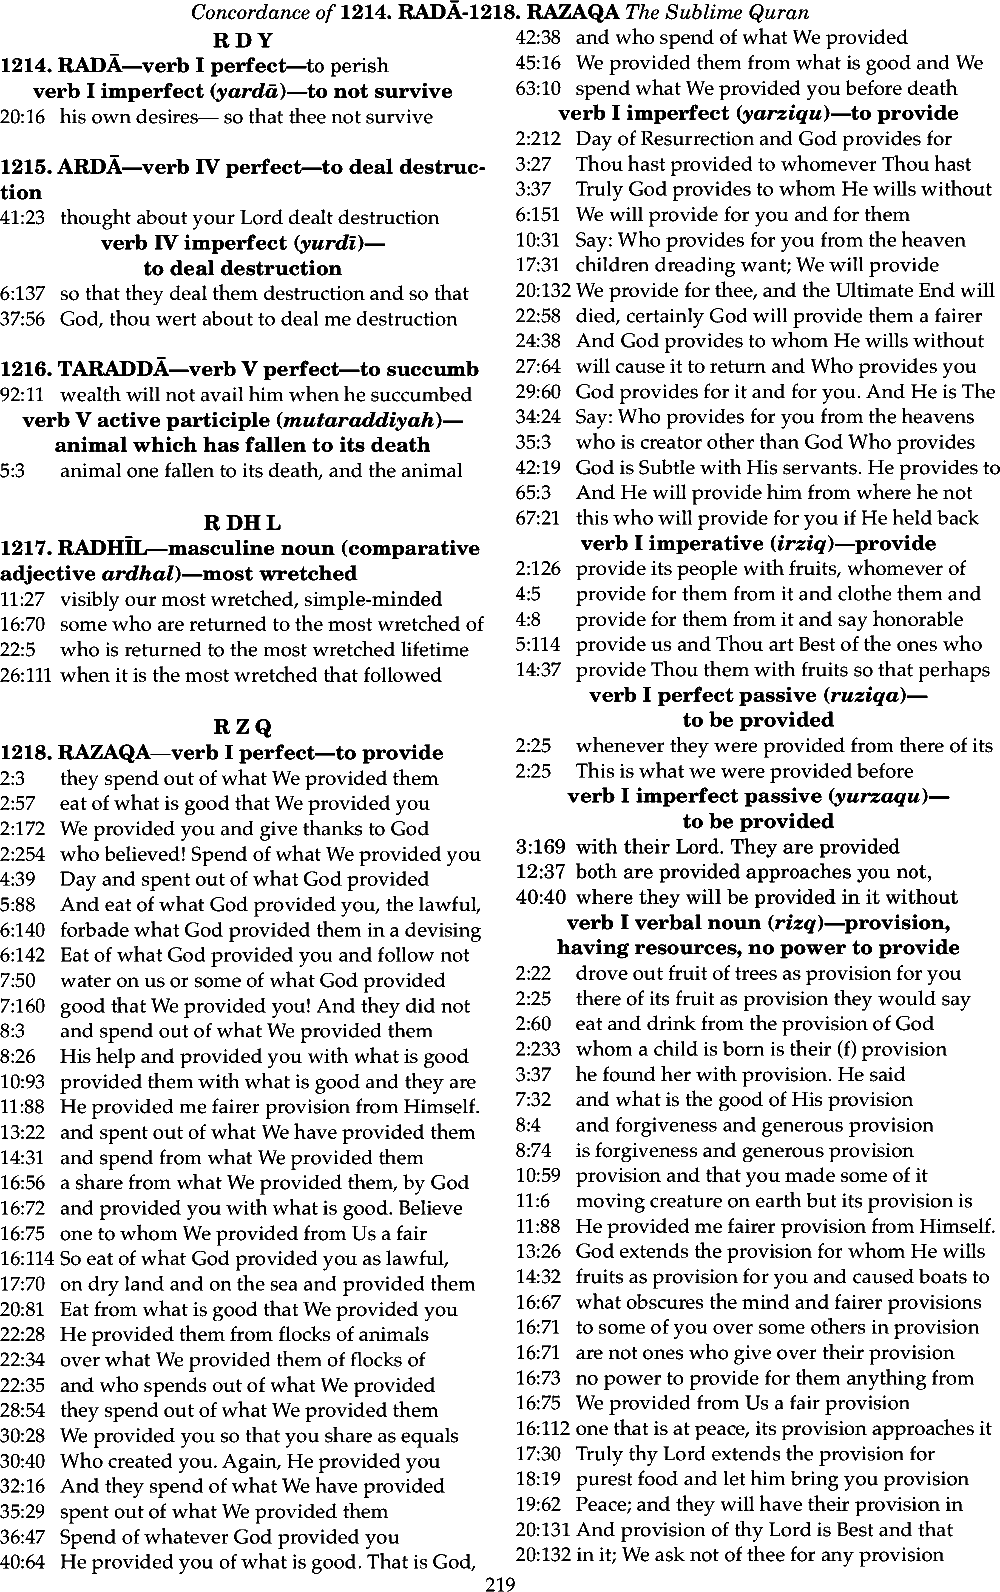 Concordance of 1214. RADĀ-1218. RAZAQA The Sublime Quran
R D Y
1214. RADĀ—verb I perfect—to perish
verb I imperfect (yardā)—to not survive
20:16 his own desires— so that thee not survive
1215. ARDĀ—verb IV perfect—to deal destruc-
tion
41:23 thought about your Lord dealt destruction
verb IV imperfect (yurdī)—
to deal destruction
6:137 so that they deal them destruction and so that
37:56 God, thou wert about to deal me destruction
1216. TARADDĀ—verb V perfect—to succumb
92:11 wealth will not avail him when he succumbed
verb V active participle (mutaraddiyah)—
animal which has fallen to its death
5:3 animal one fallen to its death, and the animal
R DH L
1217. RADHĪL—masculine noun (comparative
adjective ardhal)—most wretched
11:27 visibly our most wretched, simple-minded
16:70 some who are returned to the most wretched of
22:5 who is returned to the most wretched lifetime
26:111 when it is the most wretched that followed
R Z Q
1218. RAZAQA—verb I perfect—to provide
2:3 they spend out of what We provided them
2:57 eat of what is good that We provided you
2:172 We provided you and give thanks to God
2:254 who believed! Spend of what We provided you
4:39 Day and spent out of what God provided
5:88 And eat of what God provided you, the lawful,
6:140 forbade what God provided them in a devising
6:142 Eat of what God provided you and follow not
7:50 water on us or some of what God provided
7:160 good that We provided you! And they did not
8:3 and spend out of what We provided them
8:26 His help and provided you with what is good
10:93 provided them with what is good and they are
11:88 He provided me fairer provision from Himself.
13:22 and spent out of what We have provided them
14:31 and spend from what We provided them
16:56 a share from what We provided them, by God
16:72 and provided you with what is good. Believe
16:75 one to whom We provided from Us a fair
16:114 So eat of what God provided you as lawful,
17:70 on dry land and on the sea and provided them
20:81 Eat from what is good that We provided you
22:28 He provided them from flocks of animals
22:34 over what We provided them of flocks of
22:35 and who spends out of what We provided
28:54 they spend out of what We provided them
30:28 We provided you so that you share as equals
30:40 Who created you. Again, He provided you
32:16 And they spend of what We have provided
35:29 spent out of what We provided them
36:47 Spend of whatever God provided you
40:64 He provided you of what is good. That is God,
42:38 and who spend of what We provided
45:16 We provided them from what is good and We
63:10 spend what We provided you before death
verb I imperfect (yarziqu)—to provide
2:212 Day of Resurrection and God provides for
3:27 Thou hast provided to whomever Thou hast
3:37 Truly God provides to whom He wills without
6:151 We will provide for you and for them
10:31 Say: Who provides for you from the heaven
17:31 children dreading want; We will provide
20:132 We provide for thee, and the Ultimate End will
22:58 died, certainly God will provide them a fairer
24:38 And God provides to whom He wills without
27:64 will cause it to return and Who provides you
29:60 God provides for it and for you. And He is The
34:24 Say: Who provides for you from the heavens
35:3 who is creator other than God Who provides
42:19 God is Subtle with His servants. He provides to
65:3 And He will provide him from where he not
67:21 this who will provide for you if He held back
verb I imperative (irziq)—provide
2:126 provide its people with fruits, whomever of
4:5 provide for them from it and clothe them and
4:8 provide for them from it and say honorable
5:114 provide us and Thou art Best of the ones who
14:37 provide Thou them with fruits so that perhaps
verb I perfect passive (ruziqa)—
to be provided
2:25 whenever they were provided from there of its
2:25 This is what we were provided before
verb I imperfect passive (yurzaqu)—
to be provided
3:169 with their Lord. They are provided
12:37 both are provided approaches you not,
40:40 where they will be provided in it without
verb I verbal noun (rizq)—provision,
having resources, no power to provide
2:22 drove out fruit of trees as provision for you
2:25 there of its fruit as provision they would say
2:60 eat and drink from the provision of God
2:233 whom a child is born is their (f) provision
3:37 he found her with provision. He said
7:32 and what is the good of His provision
8:4 and forgiveness and generous provision
8:74 is forgiveness and generous provision
10:59 provision and that you made some of it
11:6 moving creature on earth but its provision is
11:88 He provided me fairer provision from Himself.
13:26 God extends the provision for whom He wills
14:32 fruits as provision for you and caused boats to
16:67 what obscures the mind and fairer provisions
16:71 to some of you over some others in provision
16:71 are not ones who give over their provision
16:73 no power to provide for them anything from
16:75 We provided from Us a fair provision
16:112 one that is at peace, its provision approaches it
17:30 Truly thy Lord extends the provision for
18:19 purest food and let him bring you provision
19:62 Peace; and they will have their provision in
20:131 And provision of thy Lord is Best and that
20:132 in it; We ask not of thee for any provision
219